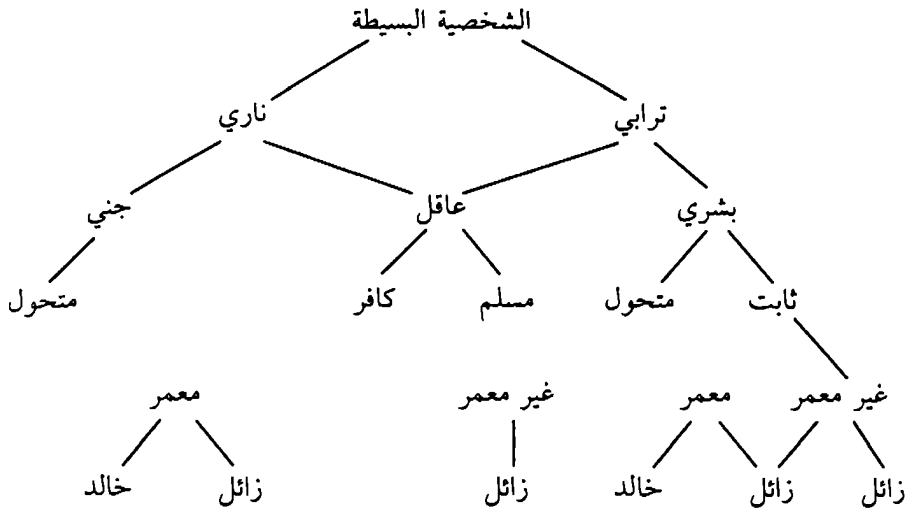 الشخصية البسيطة
ترابي ناري
بشري عاقل جني
ثابت متحول مسلم كافر متحول
غير معمر معمر غير معمر معمر
زائل زائل خالد زائل زائل خالد